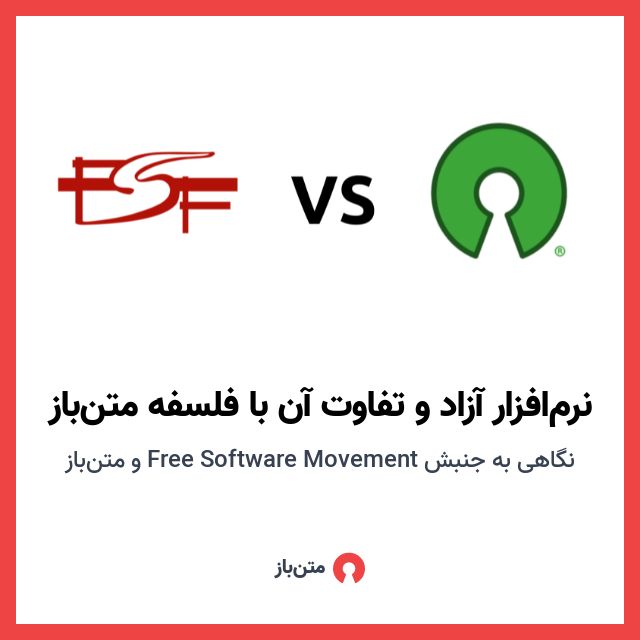 FSF VS ®
نرم‌افزار آزاد و تفاوت آن با فلسفه متن‌باز
نگاهی به جنبش Free Software Movement و متن‌باز
متن‌باز